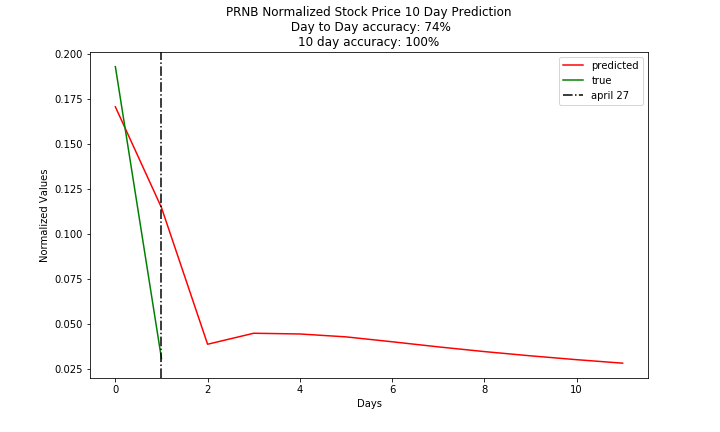 PRNB Normalized Stock Price 10 Day Prediction
Day to Day accuracy: 74%
10 day accuracy: 100%
predicted
true
april 27
Normalized Values
0.200
0.175
0.150
0.125
0.100
0.075
0.050
0.025
0 2 4 6 8 10
Days